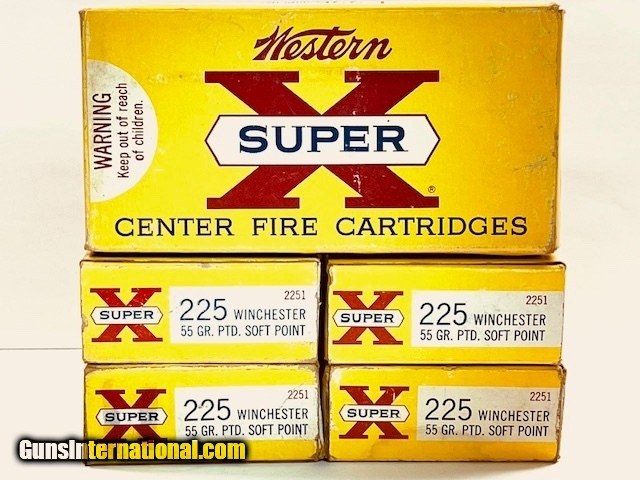 Western
X
SUPER
®
CENTER FIRE CARTRIDGES
WARNING
Keep out of reach
of children.
X
SUPER
2251
225 WINCHESTER
55 GR. PTD. SOFT POINT
X
SUPER
2251
225 WINCHESTER
55 GR. PTD. SOFT POINT
X
SUPER
2251
225 WINCHESTER
55 GR. PTD. SOFT POINT
X
SUPER
2251
225 WINCHESTER
55 GR. PTD. SOFT POINT
GunsInternational.com